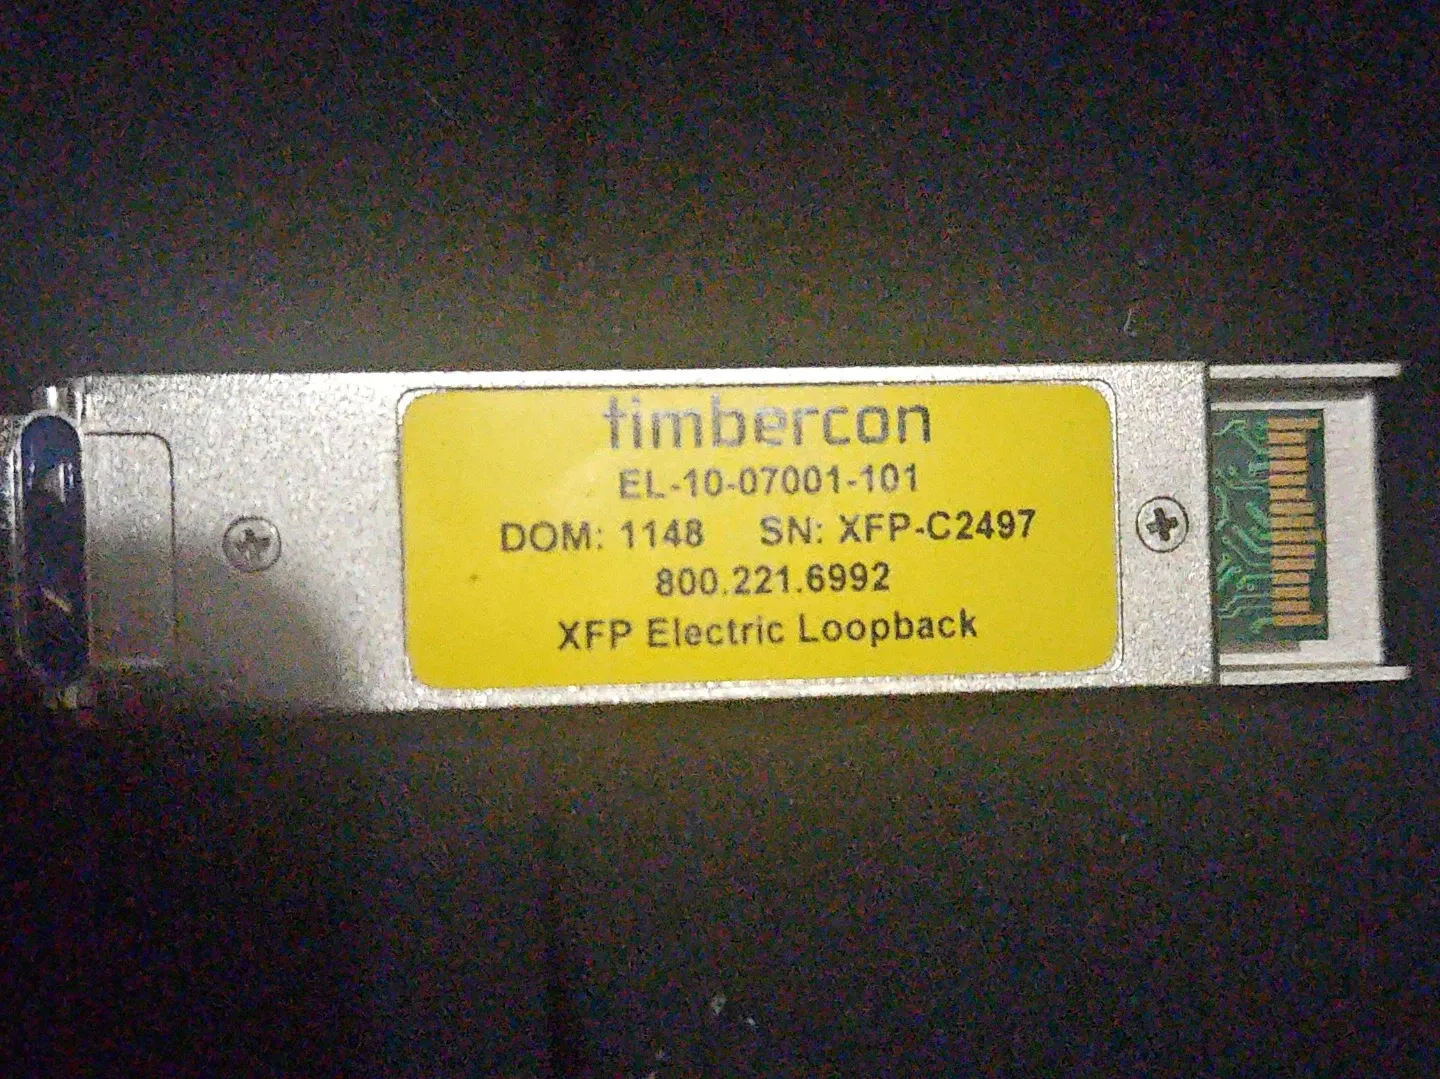 timbercon
EL-10-07001-101
DOM: 1148 SN: XFP-C2497
800.221.6992
XFP Electric Loopback